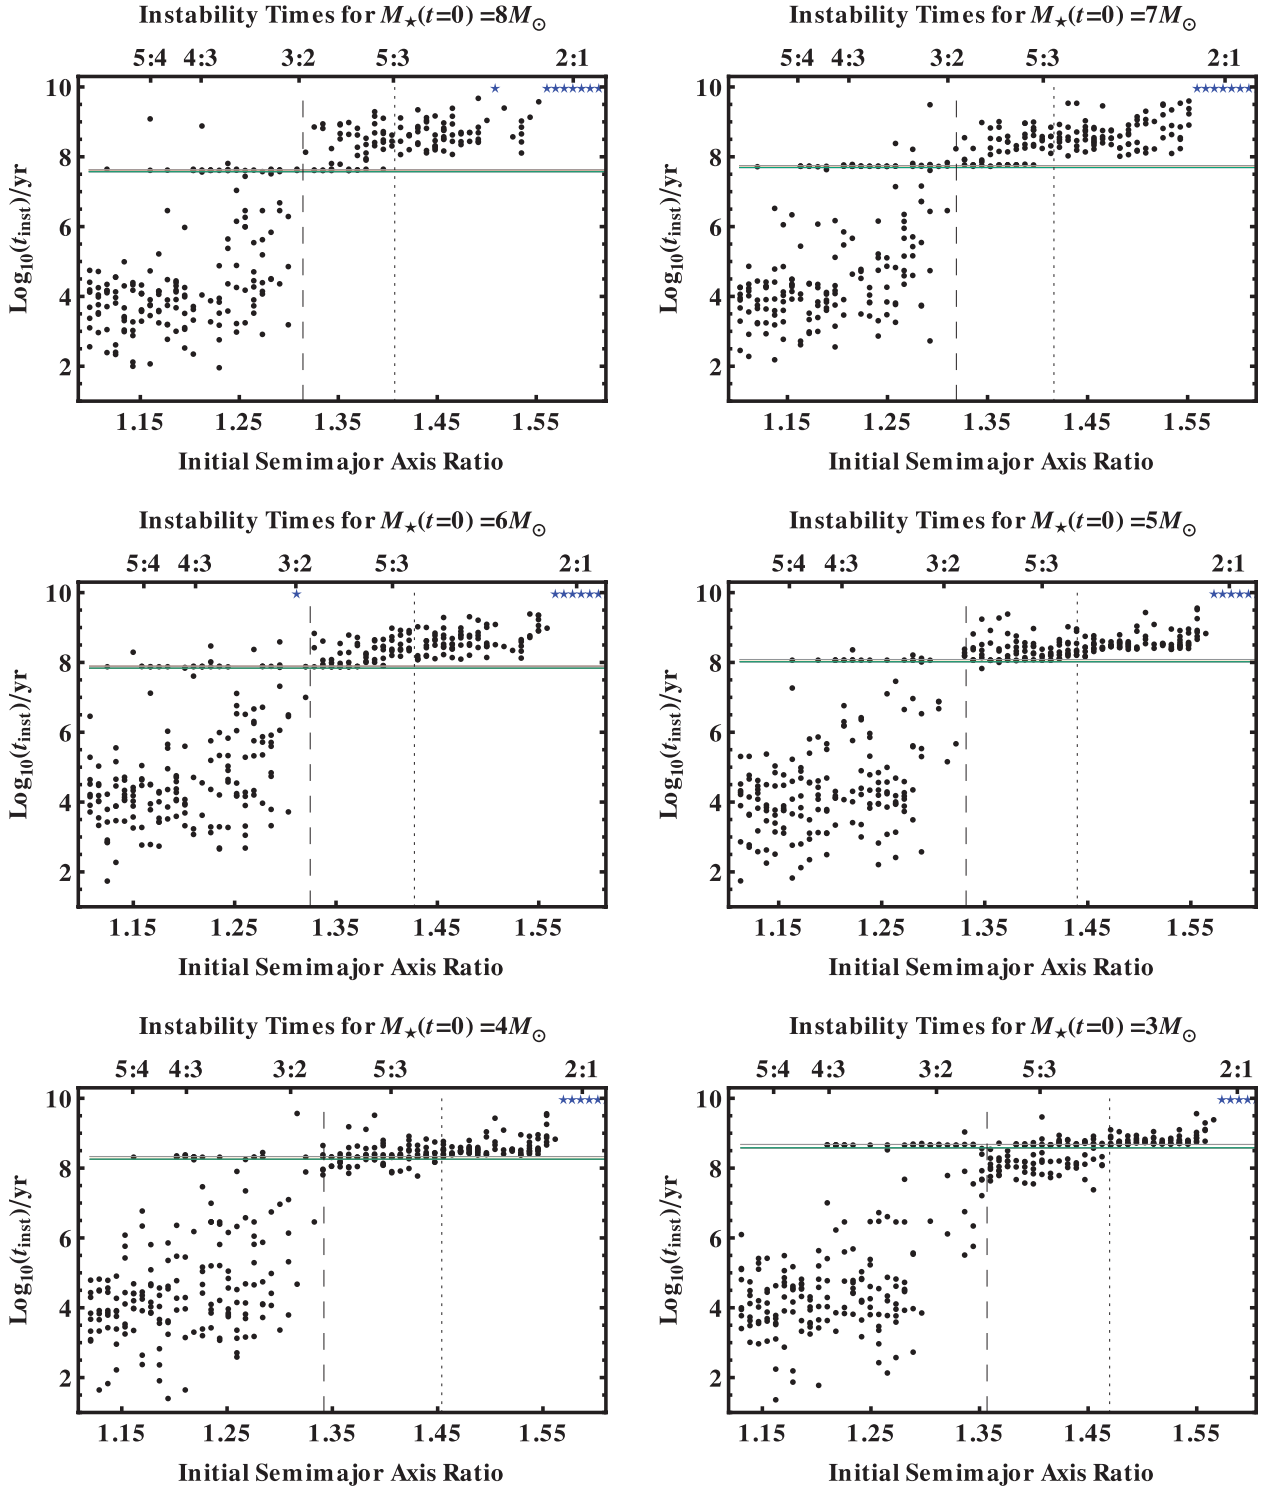 Instability Times for M★(t=0) =8M⊙
5:4 4:3 3:2 5:3 2:1
10
8
6
4
2
Log10(tinst)/yr
1.15 1.25 1.35 1.45 1.55
Initial Semimajor Axis Ratio
Instability Times for M★(t=0) =7M⊙
5:4 4:3 3:2 5:3 2:1
10
8
6
4
2
Log10(tinst)/yr
1.15 1.25 1.35 1.45 1.55
Initial Semimajor Axis Ratio
Instability Times for M★(t=0) =6M⊙
5:4 4:3 3:2 5:3 2:1
10
8
6
4
2
Log10(tinst)/yr
1.15 1.25 1.35 1.45 1.55
Initial Semimajor Axis Ratio
Instability Times for M★(t=0) =5M⊙
5:4 4:3 3:2 5:3 2:1
10
8
6
4
2
Log10(tinst)/yr
1.15 1.25 1.35 1.45 1.55
Initial Semimajor Axis Ratio
Instability Times for M★(t=0) =4M⊙
5:4 4:3 3:2 5:3 2:1
10
8
6
4
2
Log10(tinst)/yr
1.15 1.25 1.35 1.45 1.55
Initial Semimajor Axis Ratio
Instability Times for M★(t=0) =3M⊙
5:4 4:3 3:2 5:3 2:1
10
8
6
4
2
Log10(tinst)/yr
1.15 1.25 1.35 1.45 1.55
Initial Semimajor Axis Ratio